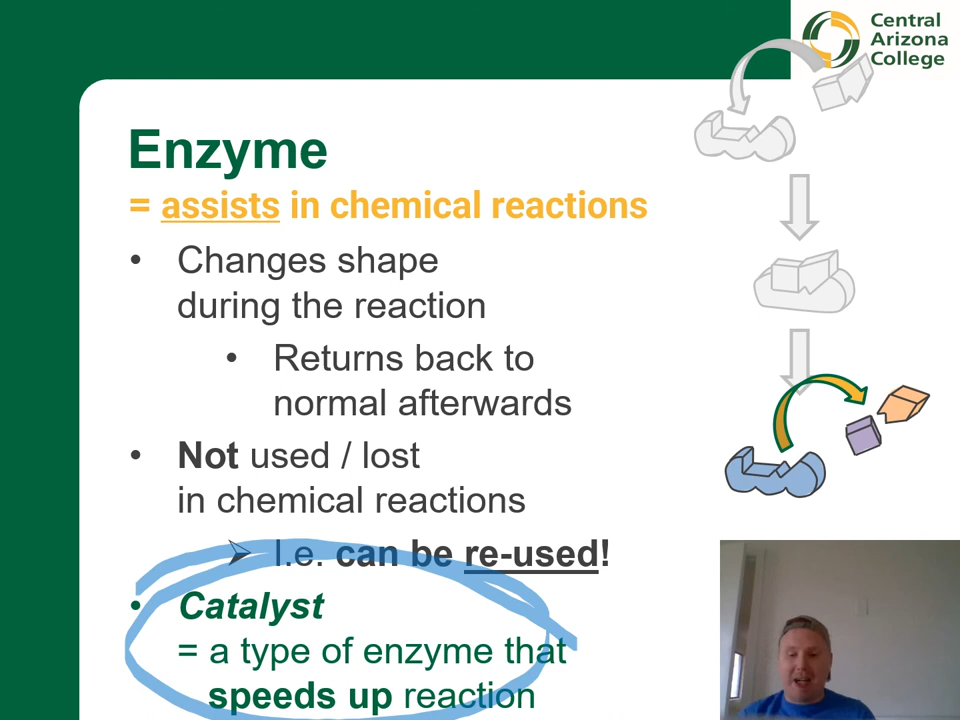 Central
Arizona
College
Enzyme
= assists in chemical reactions
• Changes shape
during the reaction
• Returns back to
normal afterwards
• Not used / lost
in chemical reactions
➢ I.e. can be re-used!
• Catalyst
= a type of enzyme that
speeds up reaction